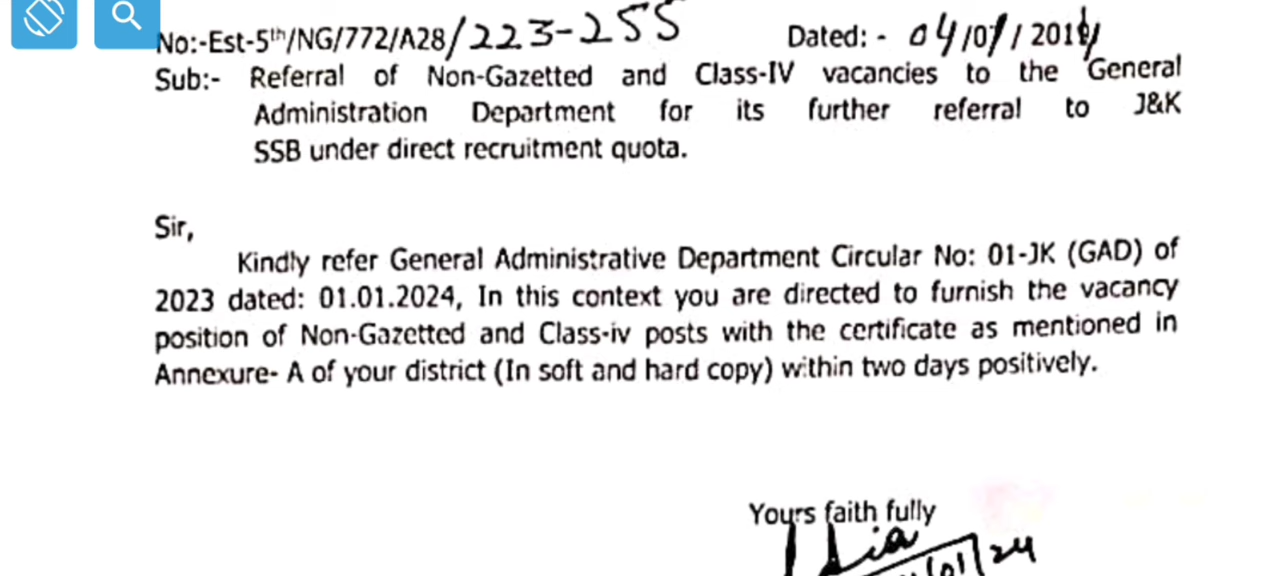 No:-Est-5th/NG/772/A28/223-255 Dated: - 04/01/201
Sub:- Referral of Non-Gazetted and Class-IV vacancies to the General
Administration Department for its further referral to J&K
SSB under direct recruitment quota.
Sir,
Kindly refer General Administrative Department Circular No: 01-JK (GAD) of
2023 dated: 01.01.2024, In this context you are directed to furnish the vacancy
position of Non-Gazetted and Class-iv posts with the certificate as mentioned in
Annexure- A of your district (In soft and hard copy) within two days positively.
Yours faith fully
/01/24